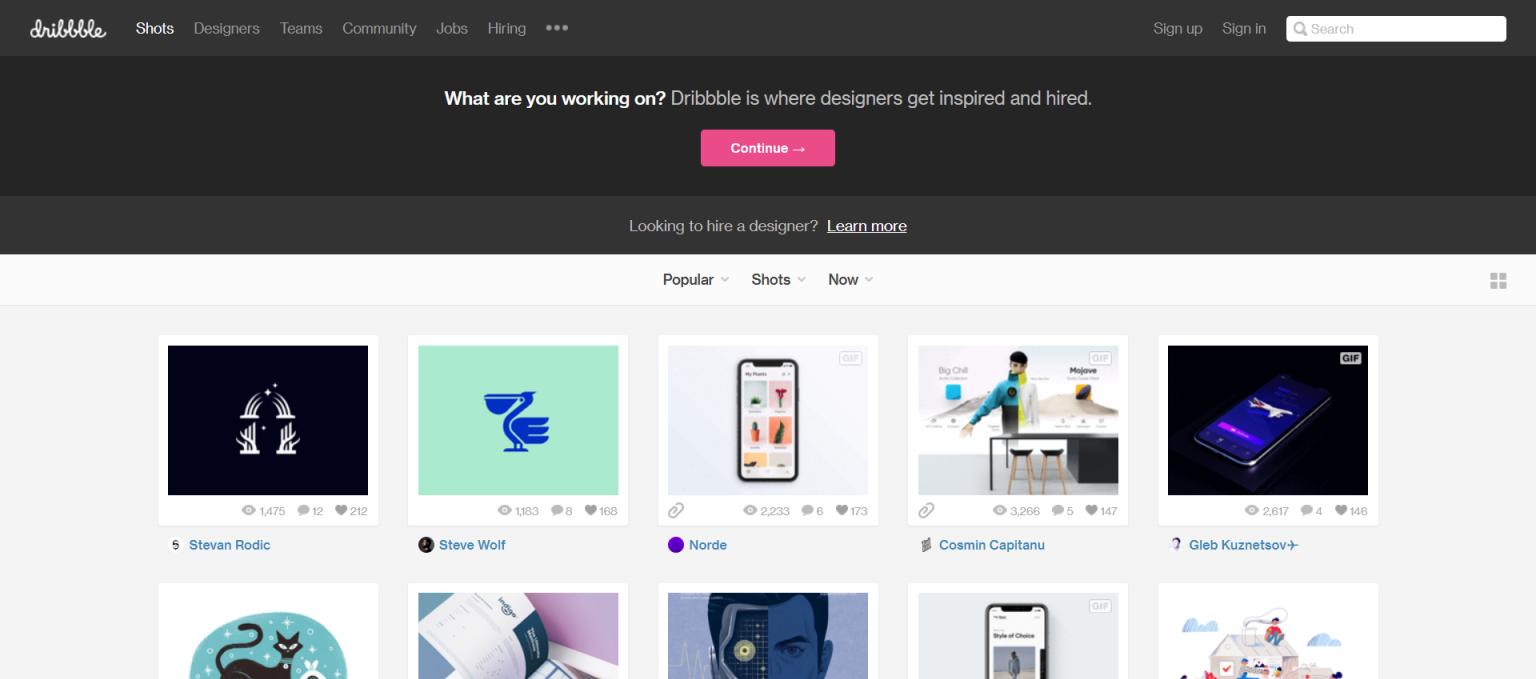 dribbble Shots Designers Teams Community Jobs Hiring ••• Sign up Sign in Search
What are you working on? Dribbble is where designers get inspired and hired.
Continue →
Looking to hire a designer? Learn more
Popular Shots Now
GIF
My Plants
GIF
Big Chill
Mojave
GIF
1,475 12 212
1,183 8 168
2,233 6 173
3,266 5 147
2,617 4 146
S Stevan Rodic
Steve Wolf
Norde
Cosmin Capitanu
Gleb Kuznetsov✈
indigo
GIF
Style of Choice